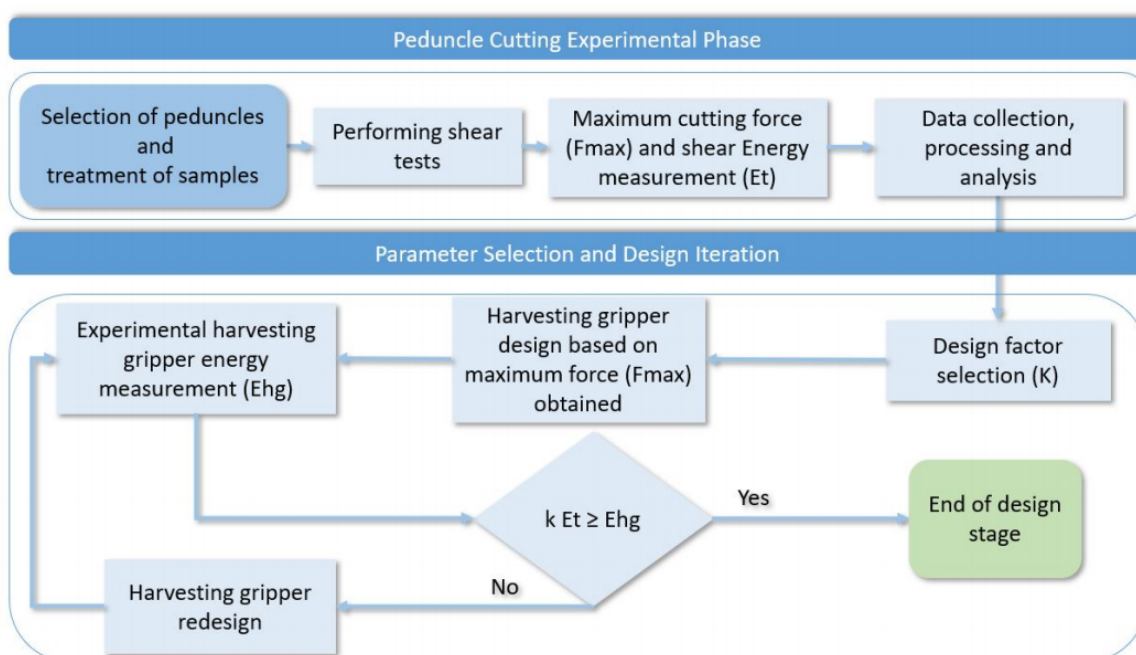 Peduncle Cutting Experimental Phase
Selection of peduncles
and
treatment of samples
Performing shear
tests
Maximum cutting force
(Fmax) and shear Energy
measurement (Et)
Data collection,
processing and
analysis
Parameter Selection and Design Iteration
Experimental harvesting
gripper energy
measurement (Ehg)
Harvesting gripper
design based on
maximum force (Fmax)
obtained
Design factor
selection (K)
k Et ≥ Ehg
Yes
End of design
stage
No
Harvesting gripper
redesign